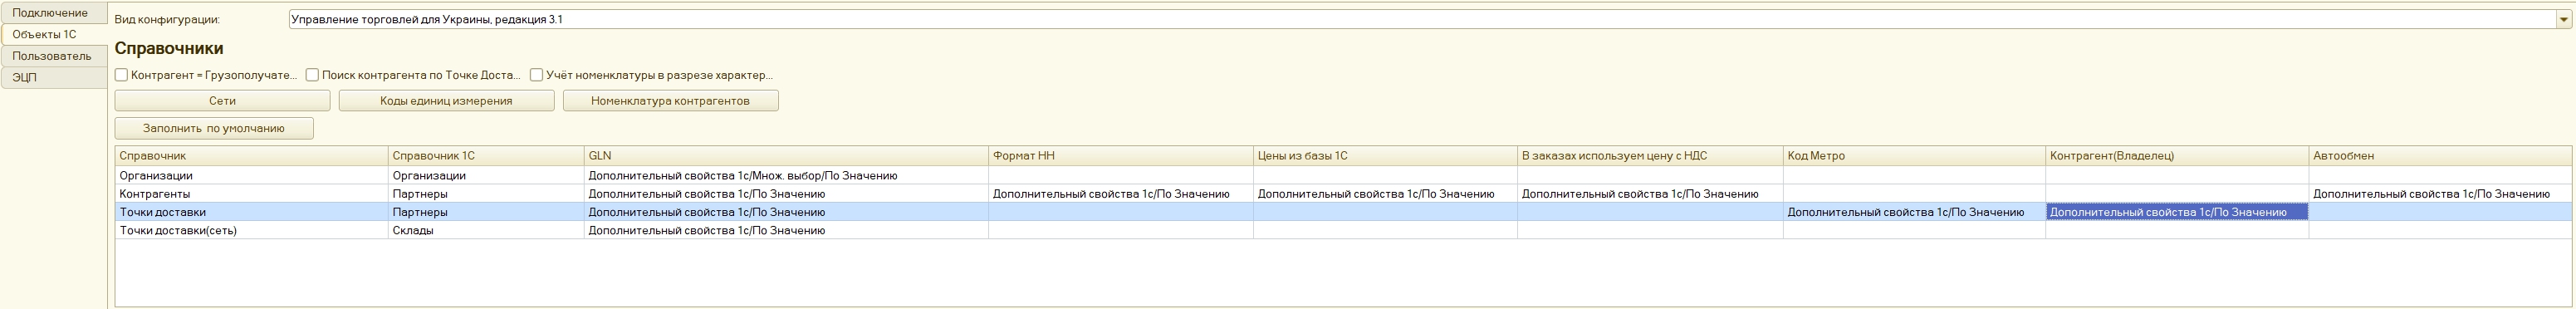 Подключение
Объекты 1С
Пользователь
ЭЦП
Вид конфигурации: Управление торговлей для Украины, редакция 3.1
Справочники
Контрагент = Грузополучате... Поиск контрагента по Точке Доста... Учёт номенклатуры в разрезе характер...
Сети Коды единиц измерения Номенклатура контрагентов
Заполнить по умолчанию
Справочник Справочник 1С GLN Формат НН Цены из базы 1С В заказах используем цену с НДС Код Метро Контрагент(Владелец) Автообмен
Организации Организации Дополнительный свойства 1с/Множ. выбор/По Значению
Контрагенты Партнеры Дополнительный свойства 1с/По Значению Дополнительный свойства 1с/По Значению Дополнительный свойства 1с/По Значению Дополнительный свойства 1с/По Значению Дополнительный свойства 1с/По Значению
Точки доставки Партнеры Дополнительный свойства 1с/По Значению Дополнительный свойства 1с/По Значению Дополнительный свойства 1с/По Значению
Точки доставки(сеть) Склады Дополнительный свойства 1с/По Значению